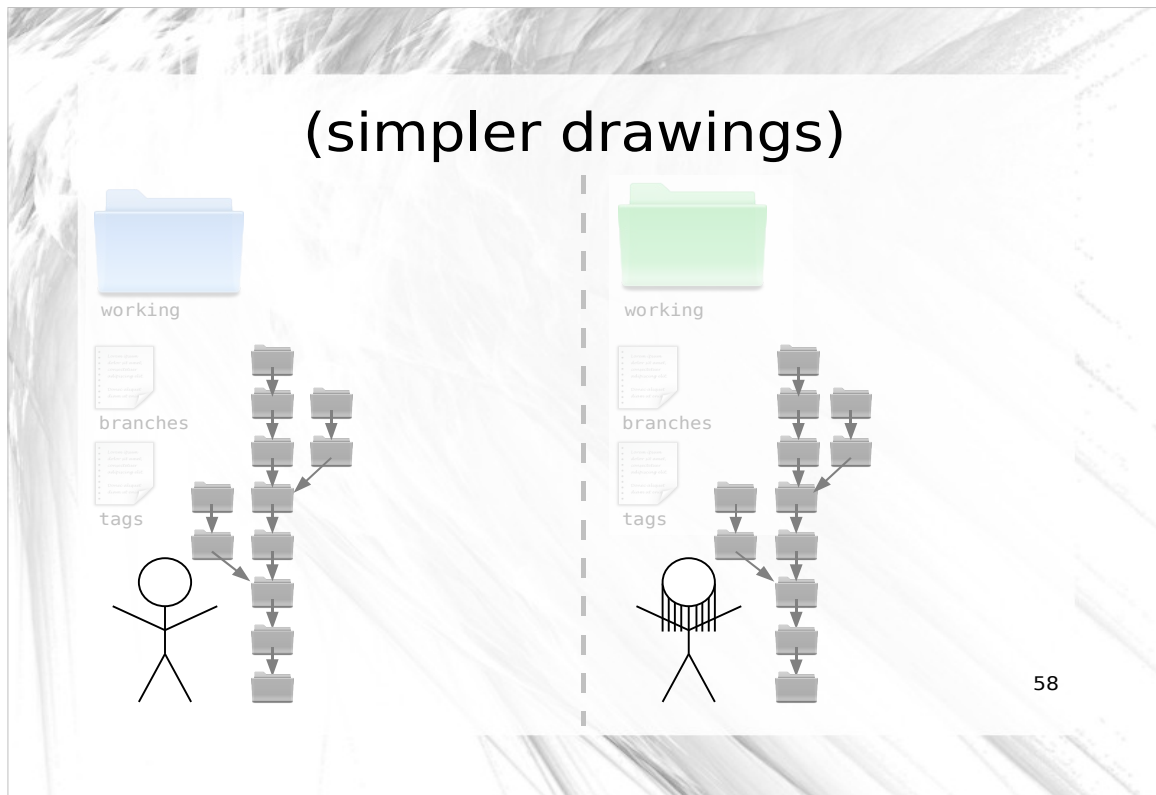 (simpler drawings)
working
working
branches
branches
tags
tags
58